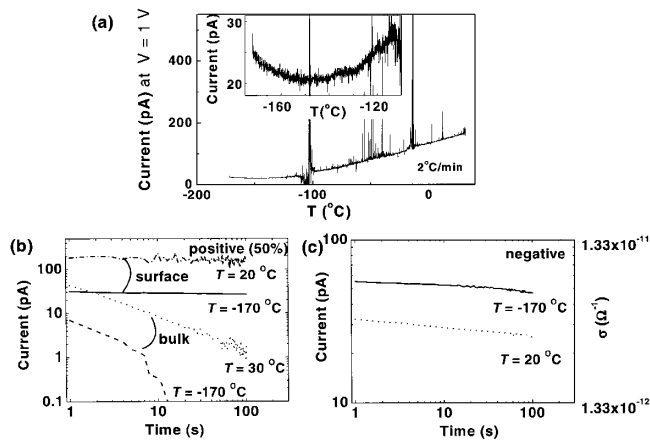 (a)
Current (pA) at V = 1 V
400
200
0
-200
-100
0
T (°C)
2°C/min
Current (pA)
30
20
-160
-120
T(°C)
(b)
positive (50%)
Current (pA)
100
10
1
0.1
surface
T = 20 °C
T = -170 °C
bulk
T = 30 °C
T = -170 °C
1
10
100
Time (s)
(c)
negative
Current (pA)
100
10
T = -170 °C
T = 20 °C
1
10
100
Time (s)
1.33x10⁻¹¹
σ (Ω⁻¹)
1.33x10⁻¹²